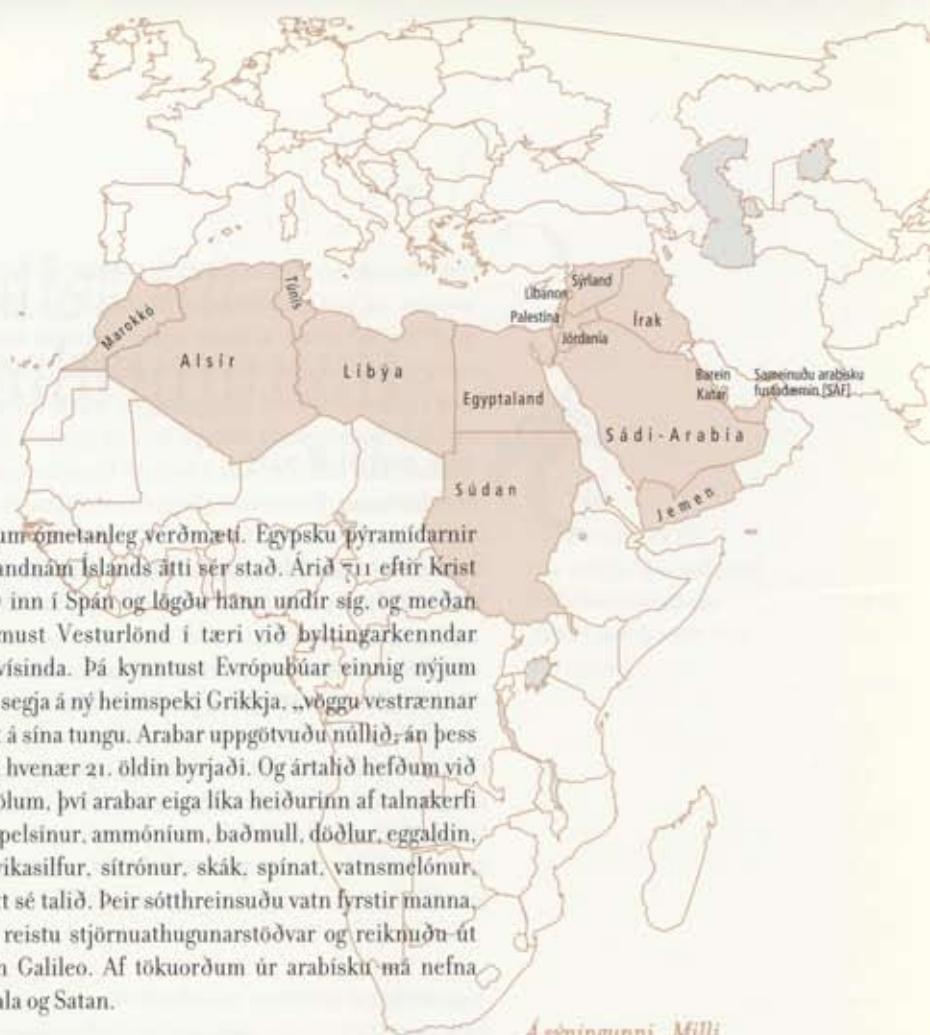 Túnis
Marokkó
Alsír
Líbýa
Egyptaland
Súdan
Líbanon
Sýrland
Palestína
Jórdanía
Írak
Barein
Katar
Sameinuðu arabísku
furstadæmin [SAF]
Sádi-Arabía
Jemen
um ómetanleg verðmæti. Egypsku pýramídarnir
andnám Íslands átti sér stað. Árið 711 eftir Krist
inn í Spán og lögðu hann undir sig, og meðan
must Vesturlönd í tæri við byltingarkenndar
vísinda. Þá kynntust Evrópubúar einnig nýjum
segja á ný heimspeki Grikkja, „vöggu vestrænnar
á sína tungu. Arabar uppgötvuðu núllið, án þess
hvenær 21. öldin byrjaði. Og ártalið hefðum við
ölum, því arabar eiga líka heiðurinn af talnakerfi
pelsínur, ammóníum, baðmull, döðlur, eggaldin,
vikasilfur, sítrónur, skák, spínat, vatnsmelónur,
tt sé talið. Þeir sótthreinsuðu vatn fyrstir manna,
reistu stjörnuathugunarstöðvar og reiknuðu út
n Galileo. Af tökuorðum úr arabísku má nefna
ala og Satan.
Á sýningunni Milli